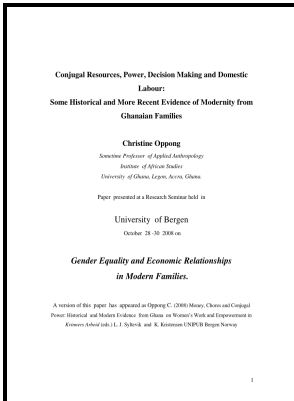 Conjugal Resources, Power, Decision Making and Domestic
Labour:
Some Historical and More Recent Evidence of Modernity from
Ghanaian Families
Christine Oppong
Sometime Professor of Applied Anthropology
Institute of African Studies
University of Ghana, Legon, Accra, Ghana.
Paper presented at a Research Seminar held in
University of Bergen
October 28 -30 2008 on
Gender Equality and Economic Relationships
in Modern Families.
A version of this paper has appeared as Oppong C. (2008) Money, Chores and Conjugal
Power: Historical and Modern Evidence from Ghana on Women's Work and Empowerment in
Kvinners Arbeid (eds.) L. J. Syltevik and K. Kristensen UNIPUB Bergen Norway
1